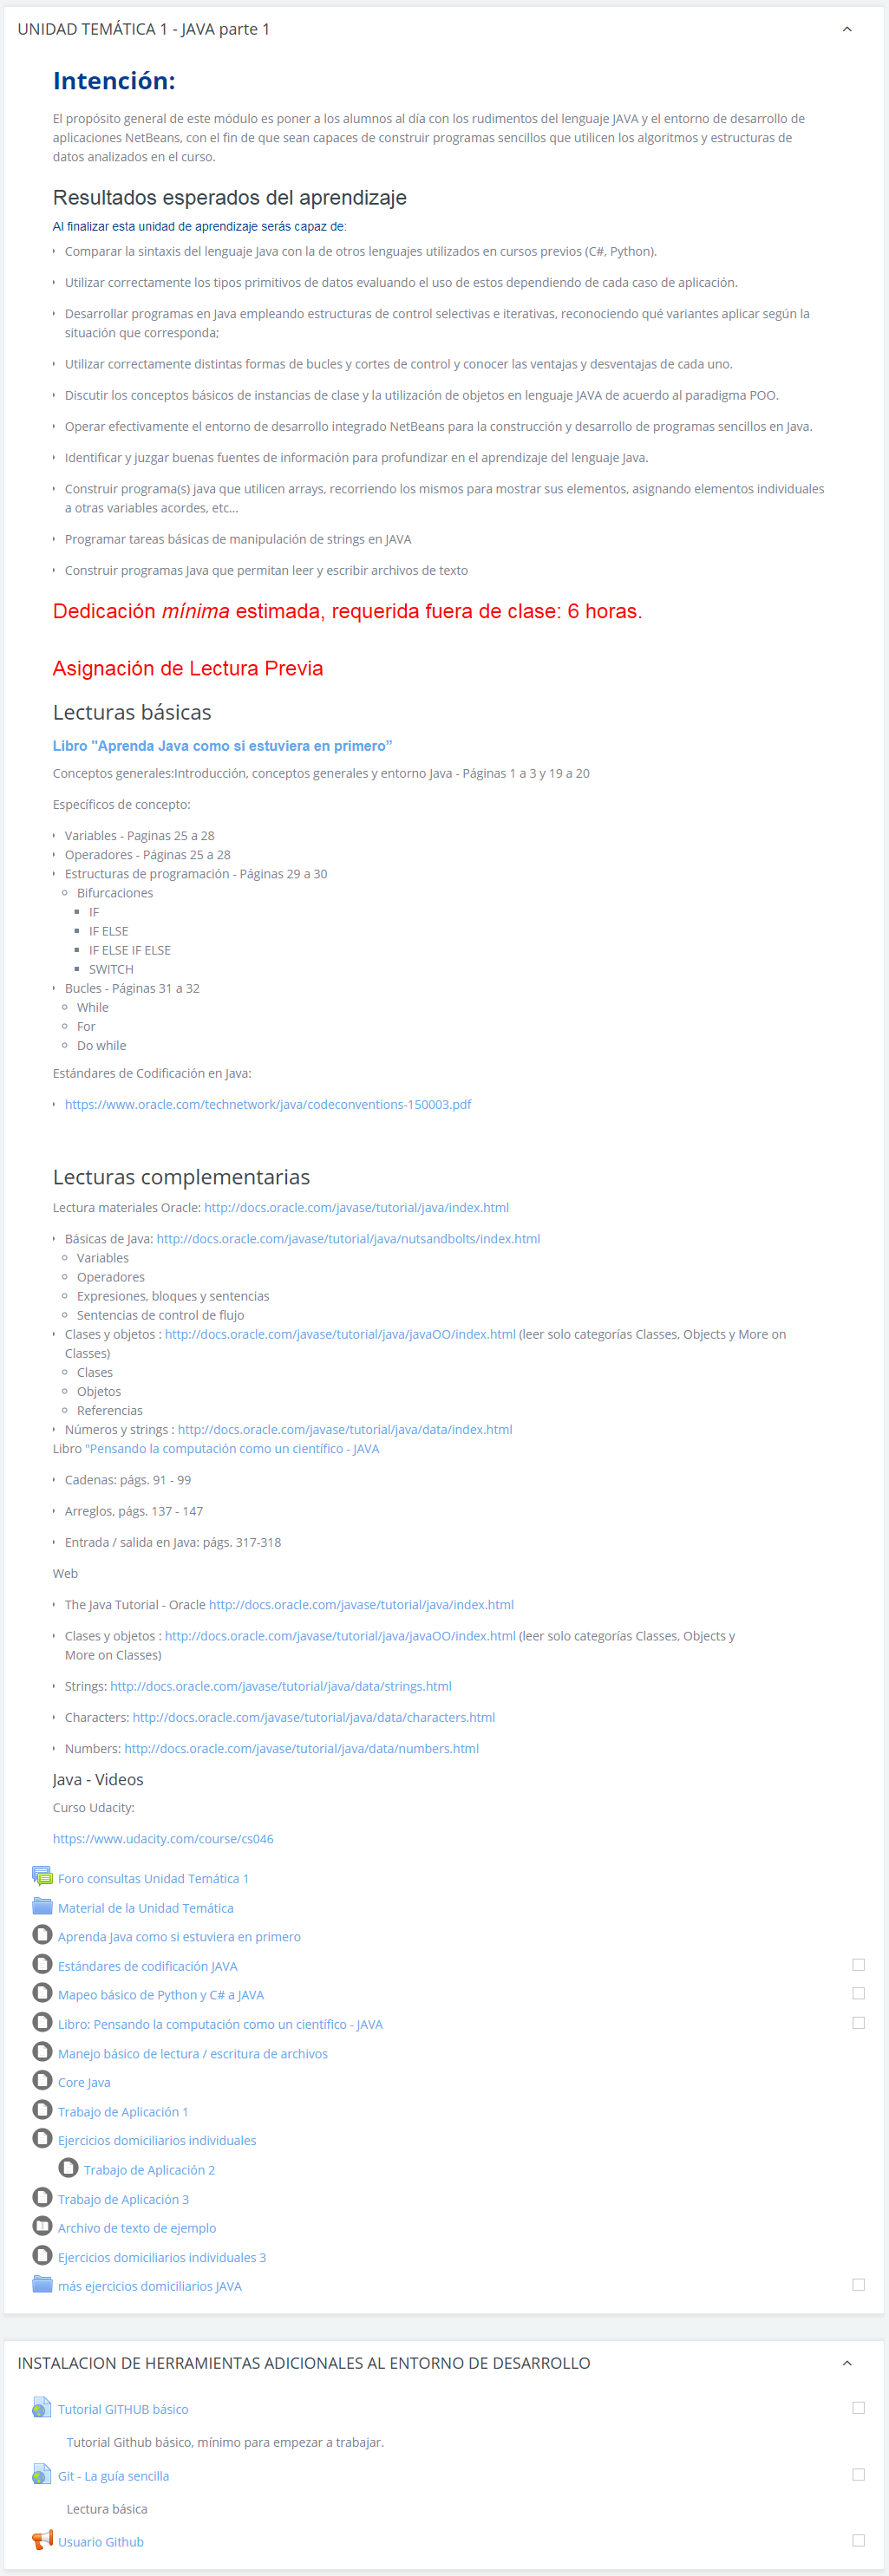 UNIDAD TEMÁTICA 1 - JAVA parte 1
Intención:
El propósito general de este módulo es poner a los alumnos al día con los rudimentos del lenguaje JAVA y el entorno de desarrollo de
aplicaciones NetBeans, con el fin de que sean capaces de construir programas sencillos que utilicen los algoritmos y estructuras de
datos analizados en el curso.
Resultados esperados del aprendizaje
Al finalizar esta unidad de aprendizaje serás capaz de:
Comparar la sintaxis del lenguaje Java con la de otros lenguajes utilizados en cursos previos (C#, Python).
Utilizar correctamente los tipos primitivos de datos evaluando el uso de estos dependiendo de cada caso de aplicación.
Desarrollar programas en Java empleando estructuras de control selectivas e iterativas, reconociendo qué variantes aplicar según la
situación que corresponda;
Utilizar correctamente distintas formas de bucles y cortes de control y conocer las ventajas y desventajas de cada uno.
Discutir los conceptos básicos de instancias de clase y la utilización de objetos en lenguaje JAVA de acuerdo al paradigma POO.
Operar efectivamente el entorno de desarrollo integrado NetBeans para la construcción y desarrollo de programas sencillos en Java.
Identificar y juzgar buenas fuentes de información para profundizar en el aprendizaje del lenguaje Java.
Construir programa(s) java que utilicen arrays, recorriendo los mismos para mostrar sus elementos, asignando elementos individuales
a otras variables acordes, etc...
Programar tareas básicas de manipulación de strings en JAVA
Construir programas Java que permitan leer y escribir archivos de texto
Dedicación mínima estimada, requerida fuera de clase: 6 horas.
Asignación de Lectura Previa
Lecturas básicas
Libro "Aprenda Java como si estuviera en primero”
Conceptos generales:Introducción, conceptos generales y entorno Java - Páginas 1 a 3 y 19 a 20
Específicos de concepto:
Variables - Paginas 25 a 28
Operadores - Páginas 25 a 28
Estructuras de programación - Páginas 29 a 30
Bifurcaciones
IF
IF ELSE
IF ELSE IF ELSE
SWITCH
Bucles - Páginas 31 a 32
While
For
Do while
Estándares de Codificación en Java:
https://www.oracle.com/technetwork/java/codeconventions-150003.pdf
Lecturas complementarias
Lectura materiales Oracle: http://docs.oracle.com/javase/tutorial/java/index.html
Básicas de Java: http://docs.oracle.com/javase/tutorial/java/nutsandbolts/index.html
Variables
Operadores
Expresiones, bloques y sentencias
Sentencias de control de flujo
Clases y objetos : http://docs.oracle.com/javase/tutorial/java/javaOO/index.html (leer solo categorías Classes, Objects y More on
Classes)
Clases
Objetos
Referencias
Números y strings : http://docs.oracle.com/javase/tutorial/java/data/index.html
Libro "Pensando la computación como un científico - JAVA
Cadenas: págs. 91 - 99
Arreglos, págs. 137 - 147
Entrada / salida en Java: págs. 317-318
Web
The Java Tutorial - Oracle http://docs.oracle.com/javase/tutorial/java/index.html
Clases y objetos : http://docs.oracle.com/javase/tutorial/java/javaOO/index.html (leer solo categorías Classes, Objects y
More on Classes)
Strings: http://docs.oracle.com/javase/tutorial/java/data/strings.html
Characters: http://docs.oracle.com/javase/tutorial/java/data/characters.html
Numbers: http://docs.oracle.com/javase/tutorial/java/data/numbers.html
Java - Videos
Curso Udacity:
https://www.udacity.com/course/cs046
Foro consultas Unidad Temática 1
Material de la Unidad Temática
Aprenda Java como si estuviera en primero
Estándares de codificación JAVA
Mapeo básico de Python y C# a JAVA
Libro: Pensando la computación como un científico - JAVA
Manejo básico de lectura / escritura de archivos
Core Java
Trabajo de Aplicación 1
Ejercicios domiciliarios individuales
Trabajo de Aplicación 2
Trabajo de Aplicación 3
Archivo de texto de ejemplo
Ejercicios domiciliarios individuales 3
más ejercicios domiciliarios JAVA
INSTALACION DE HERRAMIENTAS ADICIONALES AL ENTORNO DE DESARROLLO
Tutorial GITHUB básico
Tutorial Github básico, mínimo para empezar a trabajar.
Git - La guía sencilla
Lectura básica
Usuario Github